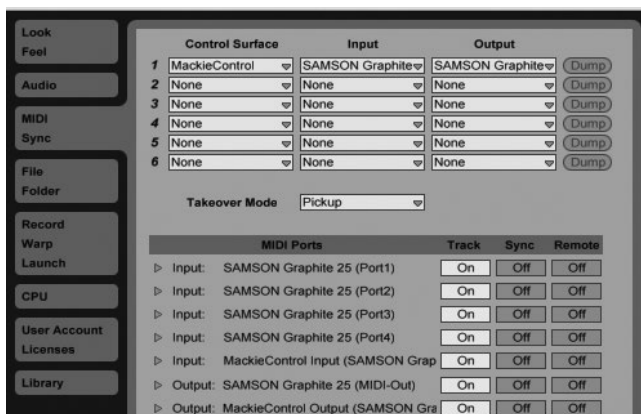 Look
Feel
Audio
MIDI
Sync
File
Folder
Record
Warp
Launch
CPU
User Account
Licenses
Library
Control Surface Input Output
1 MackieControl SAMSON Graphite SAMSON Graphite Dump
2 None None None Dump
3 None None None Dump
4 None None None Dump
5 None None None Dump
6 None None None Dump
Takeover Mode Pickup
MIDI Ports Track Sync Remote
Input: SAMSON Graphite 25 (Port1) On Off Off
Input: SAMSON Graphite 25 (Port2) On Off Off
Input: SAMSON Graphite 25 (Port3) On Off Off
Input: SAMSON Graphite 25 (Port4) On Off Off
Input: MackieControl Input (SAMSON Grap On Off Off
Output: SAMSON Graphite 25 (MIDI-Out) On Off Off
Output: MackieControl Output (SAMSON Gra On Off Off